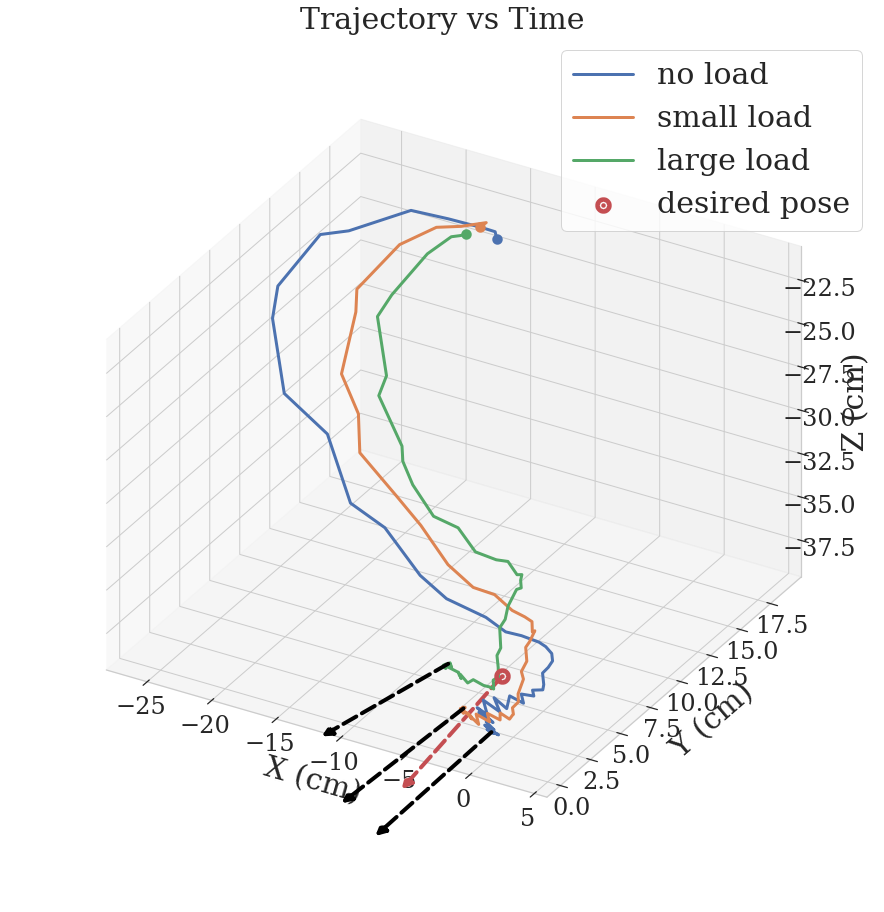 Trajectory vs Time
no load
small load
large load
desired pose
−22.5
−25.0
−27.5
−30.0
−32.5
−35.0
−37.5
Z (cm)
17.5
15.0
12.5
10.0
7.5
5.0
2.5
0.0
Y (cm)
−25
−20
−15
−10
−5
0
5
X (cm)